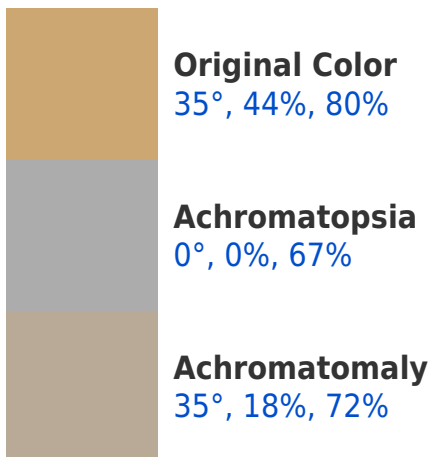 Original Color
35°, 44%, 80%
Achromatopsia
0°, 0%, 67%
Achromatomaly
35°, 18%, 72%